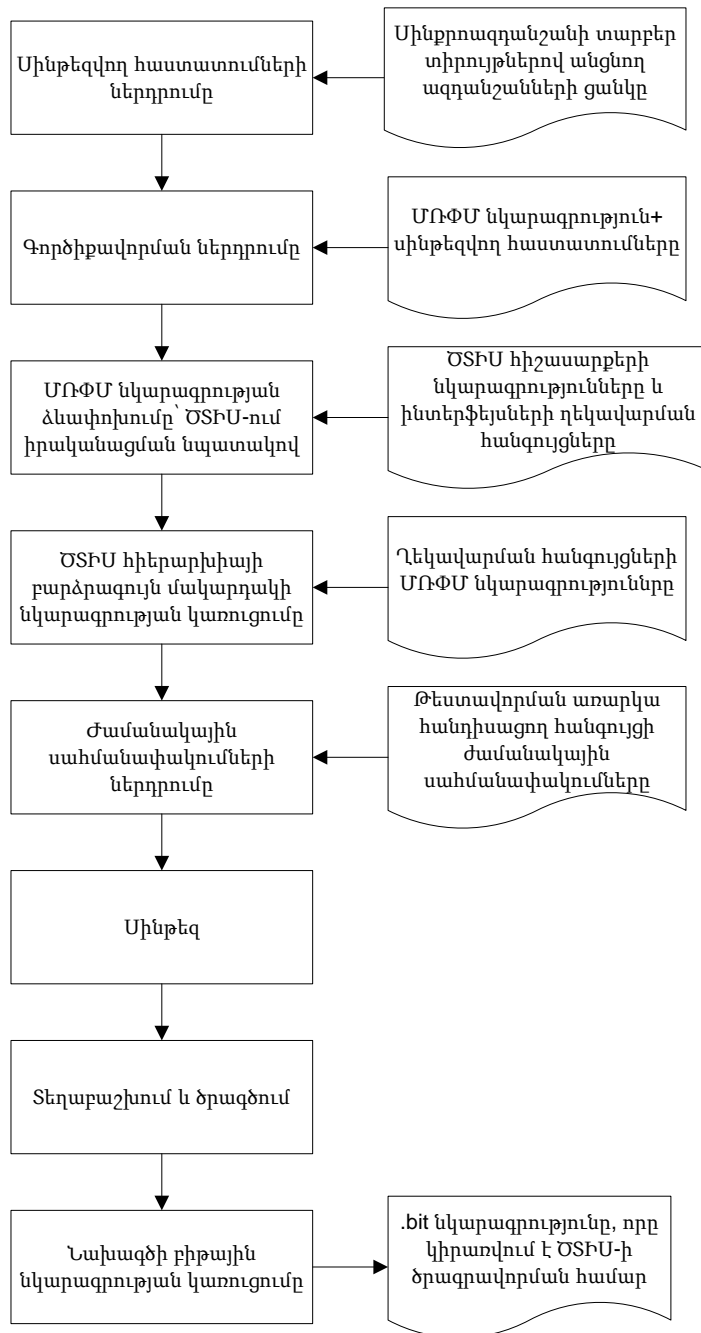 Սինթեզվող հաստատումների
ներդրումը
Սինքրոազդանշանի տարբեր
տիրույթներով անցնող
ազդանշանների ցանկը
Գործիքավորման ներդրումը
ՄՌՓՄ նկարագրություն+
սինթեզվող հաստատումները
ՄՌՓՄ նկարագրության
ձևափոխումը՝ ԾՏԻՍ-ում
իրականացման նպատակով
ԾՏԻՍ հիշասարքերի
նկարագրությունները և
ինտերֆեյսների ղեկավարման
հանգույցները
ԾՏԻՍ հիերարխիայի
բարձրագույն մակարդակի
նկարագրության կառուցումը
Ղեկավարման հանգույցների
ՄՌՓՄ նկարագրություննրը
Ժամանակային
սահմանափակումների
ներդրումը
Թեստավորման առարկա
հանդիսացող հանգույցի
ժամանակային
սահմանափակումները
Սինթեզ
Տեղաբաշխում և ծրագծում
Նախագծի բիթային
նկարագրության կառուցումը
.bit նկարագրությունը, որը
կիրառվում է ԾՏԻՍ-ի
ծրագրավորման համար